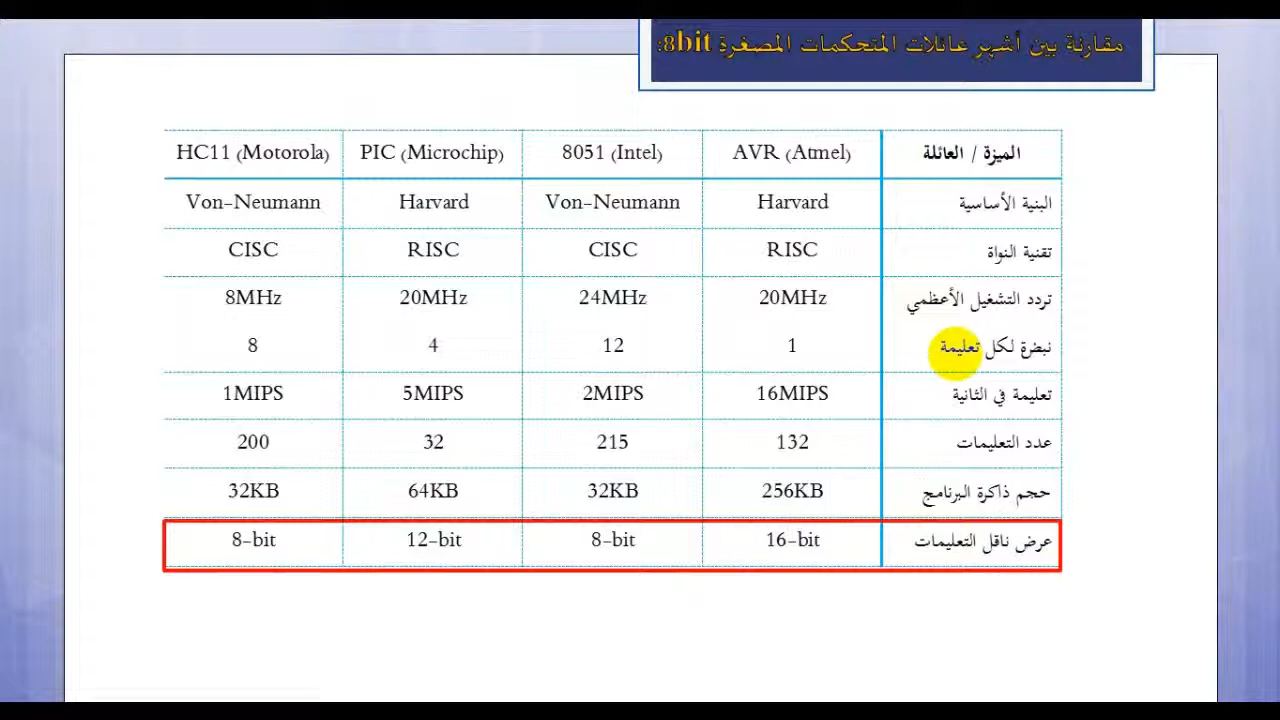 مقارنة بين أشهر عائلات المتحكمات المصغرة 8bit:
الميزة / العائلة AVR (Atmel) 8051 (Intel) PIC (Microchip) HC11 (Motorola)
البنية الأساسية Harvard Von-Neumann Harvard Von-Neumann
تقنية النواة RISC CISC RISC CISC
تردد التشغيل الأعظمي 20MHz 24MHz 20MHz 8MHz
نبضة لكل تعليمة 1 12 4 8
تعليمة في الثانية 16MIPS 2MIPS 5MIPS 1MIPS
عدد التعليمات 132 215 32 200
حجم ذاكرة البرنامج 256KB 32KB 64KB 32KB
عرض ناقل التعليمات 16-bit 8-bit 12-bit 8-bit